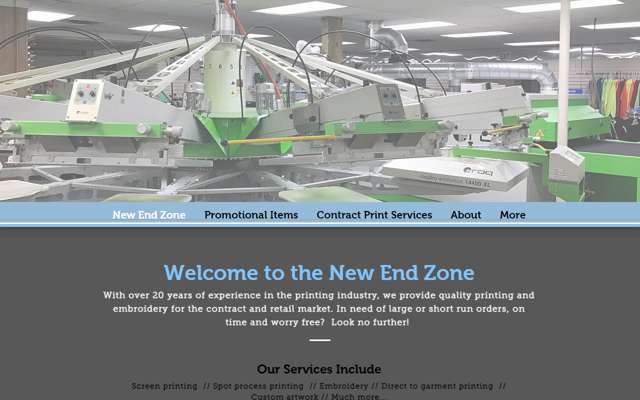 ROQ
New End Zone Promotional Items Contract Print Services About More
Welcome to the New End Zone
With over 20 years of experience in the printing industry, we provide quality printing and
embroidery for the contract and retail market. In need of large or short run orders, on
time and worry free? Look no further!
Our Services Include
Screen printing // Spot process printing // Embroidery // Direct to garment printing //
Custom artwork // Much more...